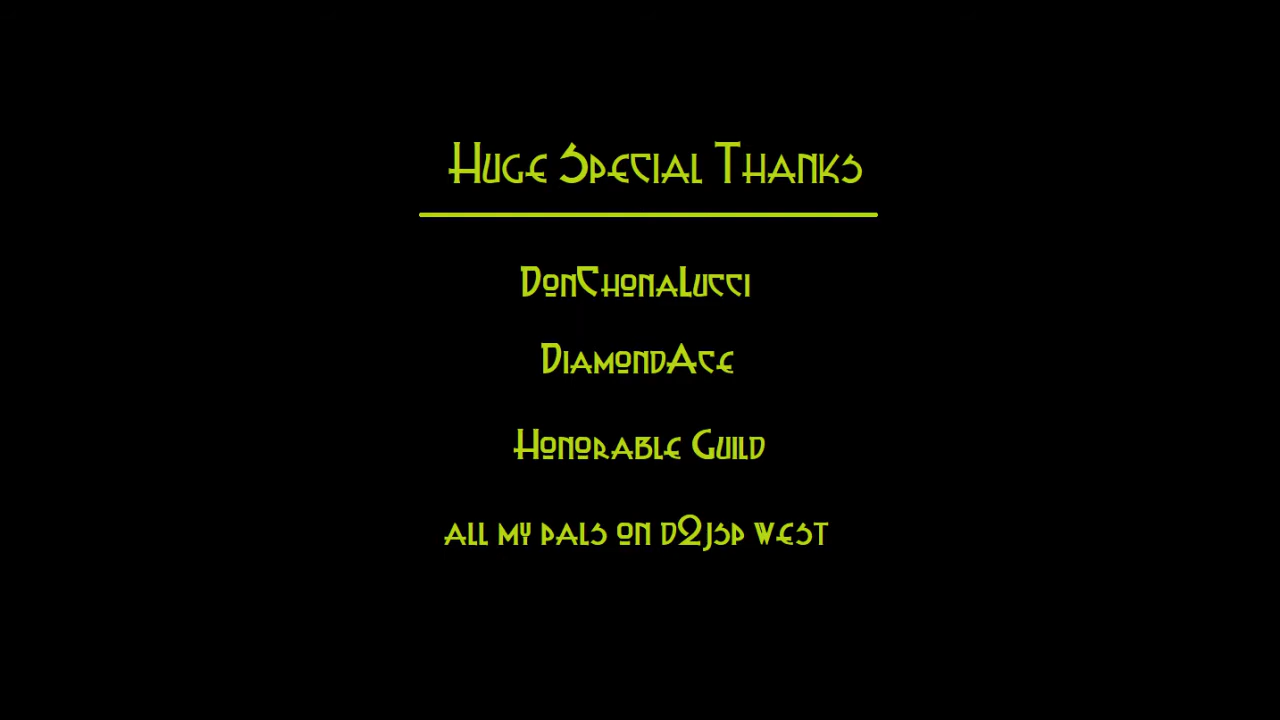 Huge Special Thanks
DonChonaLucci
DiamondAce
Honorable Guild
all my pals on d2jsp west